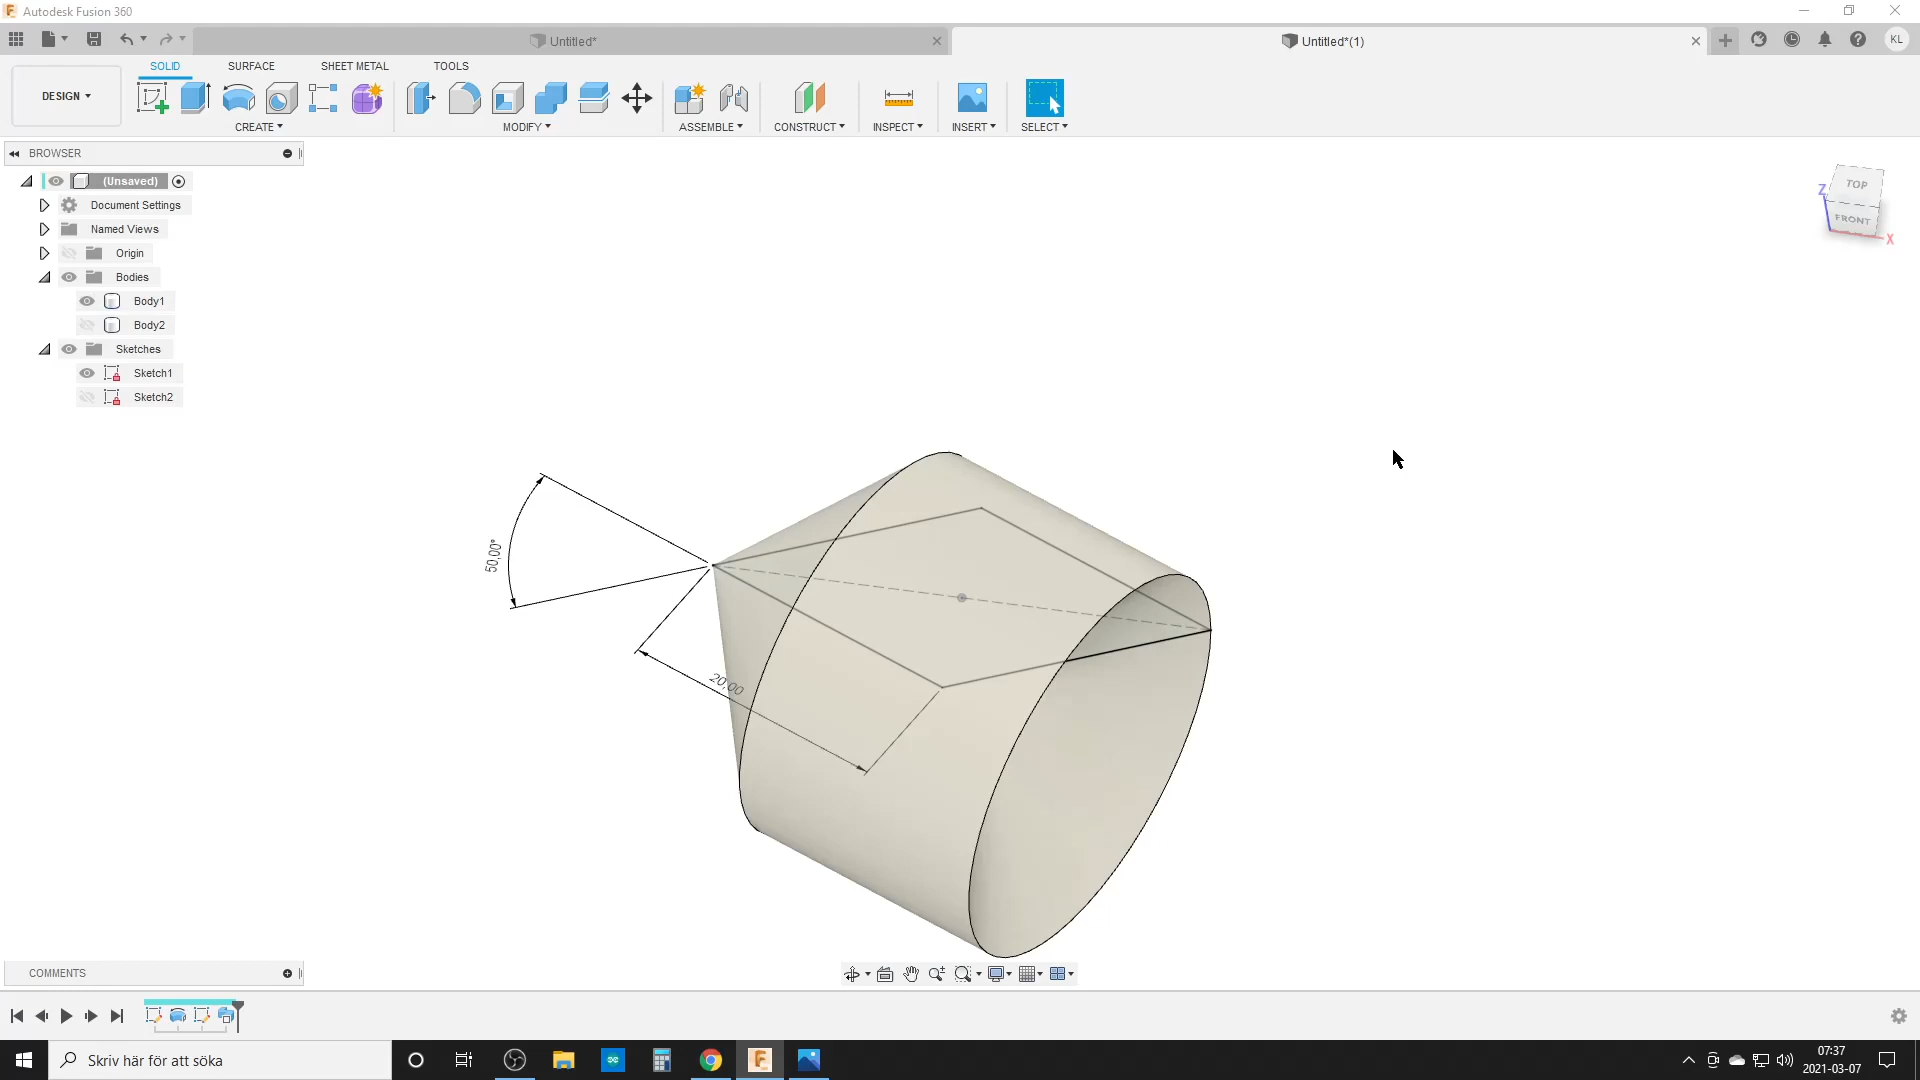 Autodesk Fusion 360
Untitled*
Untitled*(1)
KL
SOLID
SURFACE
SHEET METAL
TOOLS
DESIGN
CREATE
MODIFY
ASSEMBLE
CONSTRUCT
INSPECT
INSERT
SELECT
BROWSER
(Unsaved)
Document Settings
Named Views
Origin
Bodies
Body1
Body2
Sketches
Sketch1
Sketch2
TOP
FRONT
Z
X
50,00°
20,00
COMMENTS
Skriv här för att söka
07:37
2021-03-07